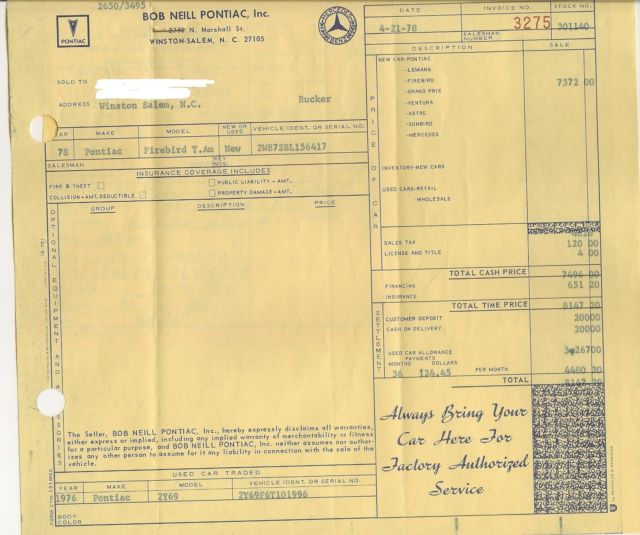 2650/3495
BOB NEILL PONTIAC, Inc.
N. Marshall St.
WINSTON-SALEM, N. C. 27105
PONTIAC
MERCEDES
BENZ
DATE
INVOICE NO.
STOCK NO.
4-21-78
3275
301140
SALESMAN
NUMBER
SOLD TO
ADDRESS Winston Salem, N.C. Rucker
EAR MAKE MODEL NEW OR USED VEHICLE IDENT. OR SERIAL NO.
78 Pontiac Firebird T.Am New 2W87Z8L156417
SALESMAN KEY NOS.
INSURANCE COVERAGE INCLUDES
FIRE & THEFT PUBLIC LIABILITY - AMT.
COLLISION - AMT. DEDUCTIBLE PROPERTY DAMAGE - AMT.
GROUP DESCRIPTION PRICE
OPTIONAL EQUIPMENT AND ACCESSORIES
The Seller, BOB NEILL PONTIAC, Inc., hereby expressly disclaims all warranties,
either express or implied, including any implied warranty of merchantability or fitness
for a particular purpose, and BOB NEILL PONTIAC, Inc. neither assumes nor author-
izes any other person to assume for it any liability in connection with the sale of the
vehicle.
USED CAR TRADED
YEAR MAKE MODEL VEHICLE IDENT. OR SERIAL NO.
1976 Pontiac 2Y69 2Y69P6T101996
BODY
COLOR
DESCRIPTION SALE
PRICE OF CAR
NEW CAR-PONTIAC
-LEMANS
-FIREBIRD 7372 00
-GRAND PRIX
-VENTURA
-ASTRE
-SUNBIRD
-MERCEDES
INVENTORY-NEW CARS
USED CARS-RETAIL
-WHOLESALE
SALES TAX 120 00
LICENSE AND TITLE 4 00
TOTAL CASH PRICE 7496 00
FINANCING 651 20
INSURANCE
TOTAL TIME PRICE 8147 20
SETTLEMENT
CUSTOMER DEPOSIT 20000
CASH ON DELIVERY 20000
USED CAR ALLOWANCE
PAYMENTS
MONTHS DOLLARS
36 124.45 PER MONTH 4480 20
TOTAL 8147 20
Always Bring Your
Car Here For
Factory Authorized
Service